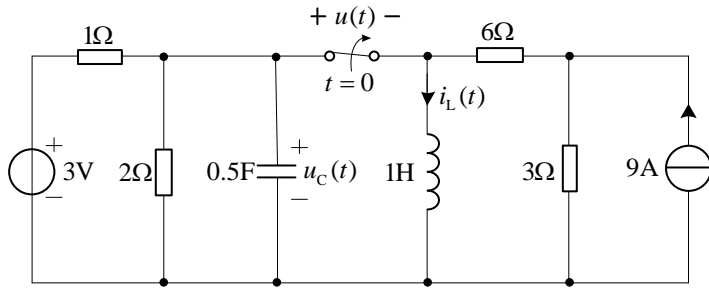 + u(t) −
1Ω
6Ω
t = 0
i_L(t)
+
3V
−
2Ω
0.5F
+
u_C(t)
−
1H
3Ω
9A